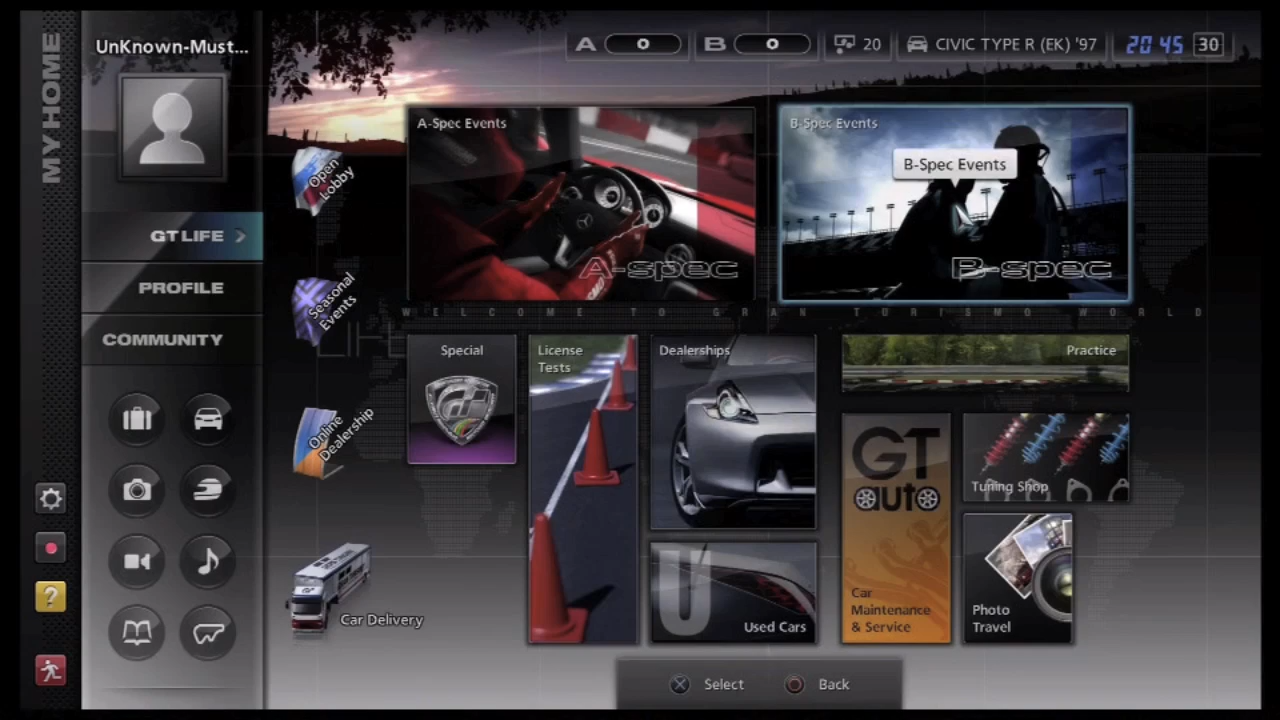 MY HOME
UnKnown-Must...
A 0
B 0
20
CIVIC TYPE R (EK) '97
20 45 30
GT LIFE
PROFILE
COMMUNITY
Open
Lobby
Seasonal
Events
Online
Dealership
Car Delivery
A-Spec Events
A-spec
B-Spec Events
B-Spec Events
B-spec
WELCOME TO GRAN TURISMO WORLD
Special
License
Tests
Dealerships
U
Used Cars
Practice
GT
auto
Car
Maintenance
& Service
Tuning Shop
Photo
Travel
?
Select
Back